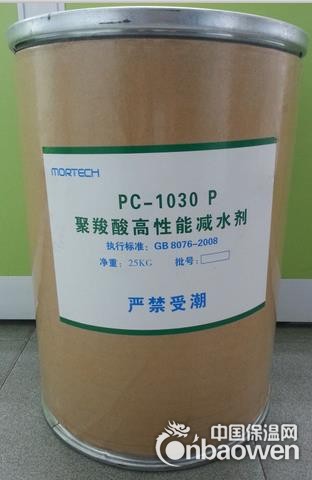 MORTECH
PC-1030 P
聚羧酸高性能减水剂
执行标准: GB 8076-2008
净重: 25KG 批号:
严禁受潮
中国保温网
cnbaowen